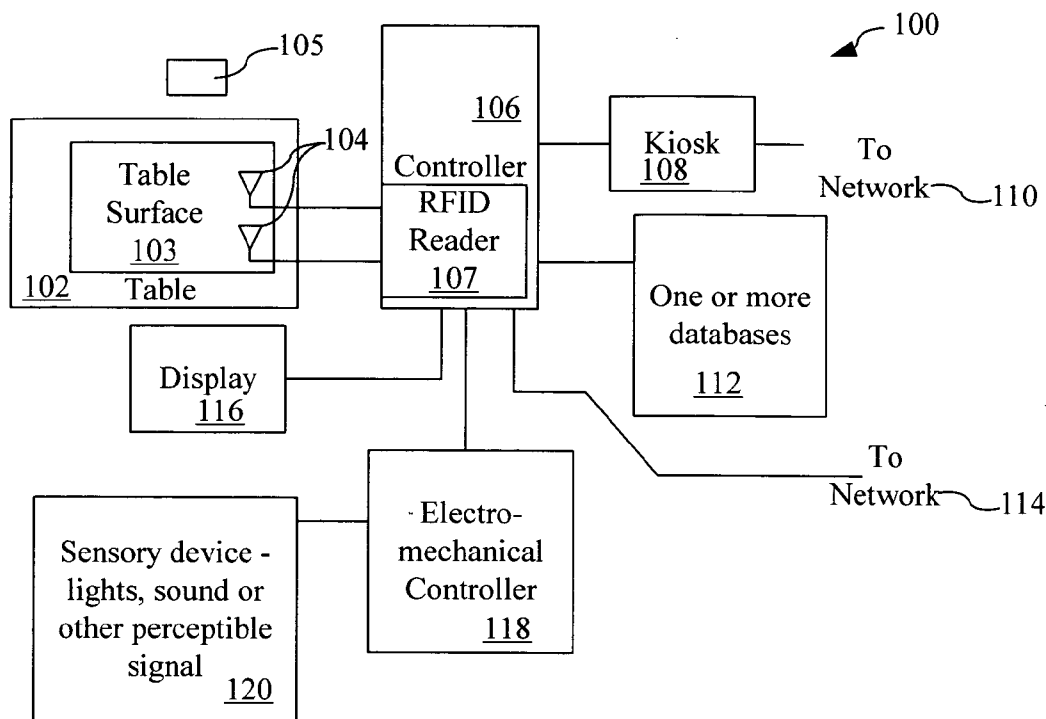 100
105
106
104
Table
Surface
103
102
Table
Controller
RFID
Reader
107
Kiosk
108
To
Network
110
One or more
databases
112
Display
116
To
Network
114
Electro-
mechanical
Controller
118
Sensory device -
lights, sound or
other perceptible
signal
120